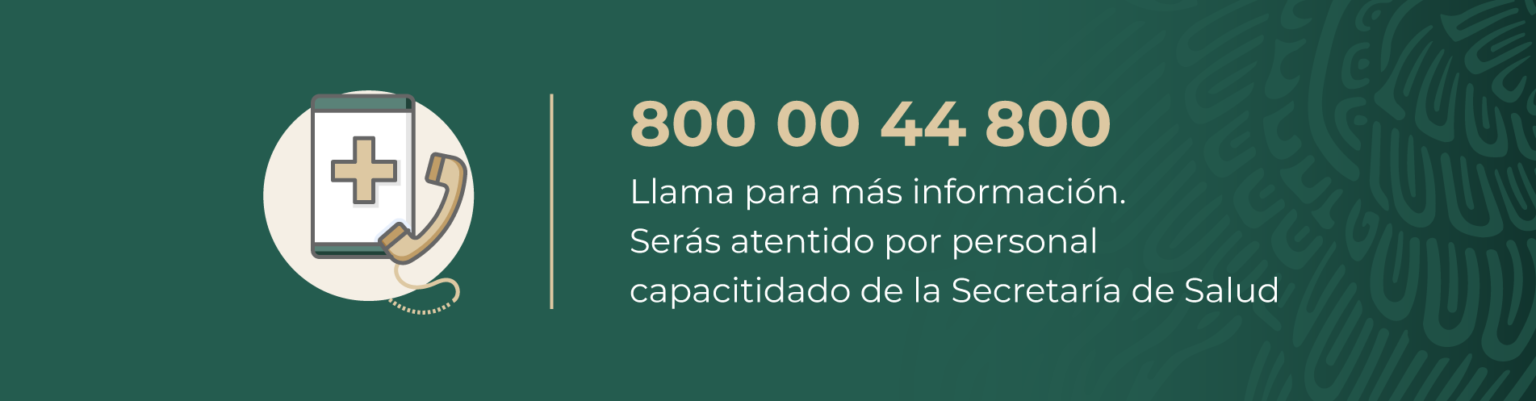 800 00 44 800
Llama para más información.
Serás atentido por personal
capacitidado de la Secretaría de Salud